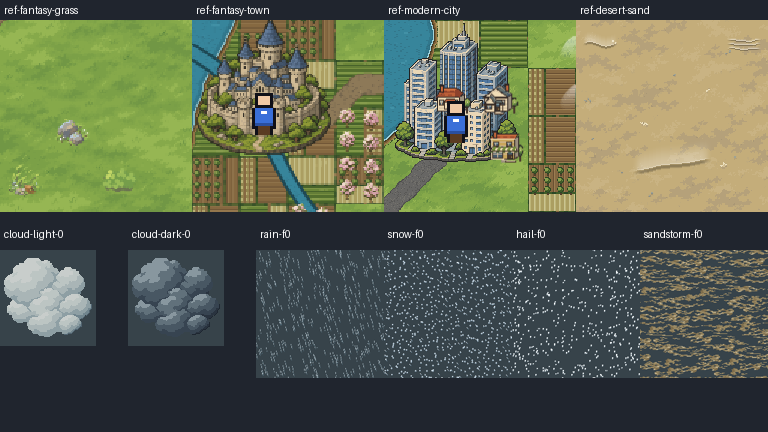 ref-fantasy-grass
ref-fantasy-town
ref-modern-city
ref-desert-sand
cloud-light-0
cloud-dark-0
rain-f0
snow-f0
hail-f0
sandstorm-f0